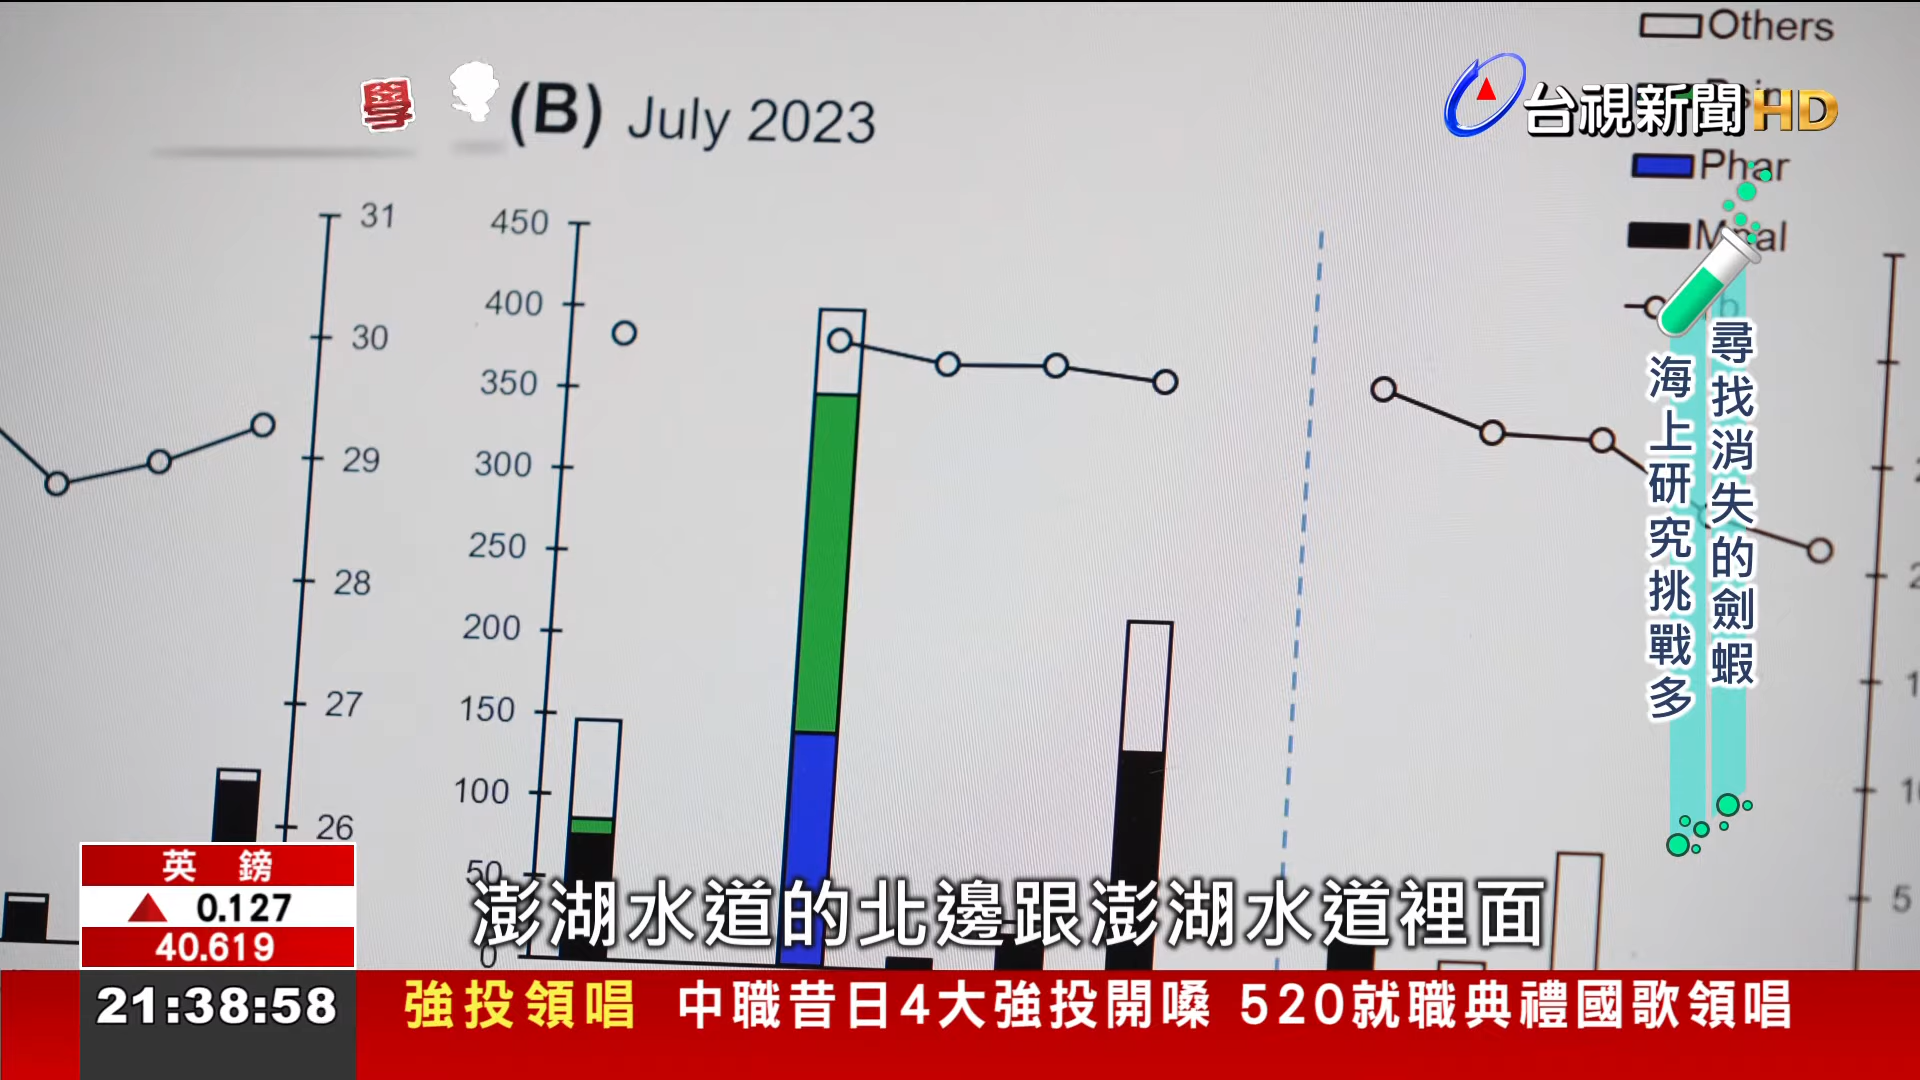 Others
學
(B) July 2023
台視新聞HD
Phar
31
30
29
28
27
26
450
400
350
300
250
200
150
100
50
0
5
尋找消失的劍蝦
海上研究挑戰多
英 鎊
0.127
40.619
澎湖水道的北邊跟澎湖水道裡面
21:38:58
強投領唱 中職昔日4大強投開嗓 520就職典禮國歌領唱